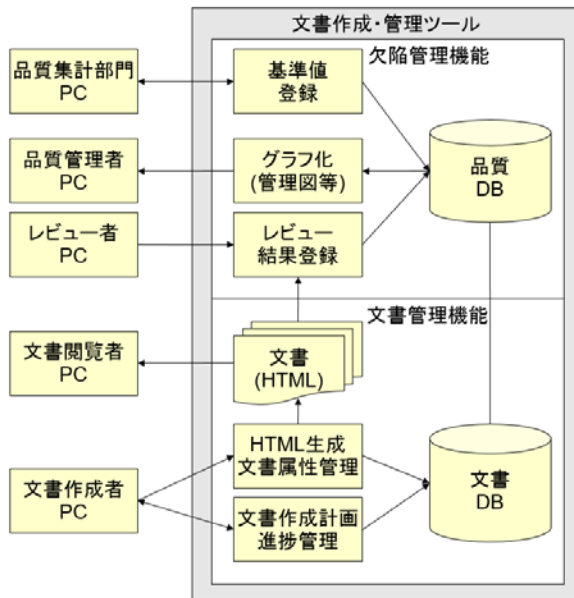 文書作成・管理ツール
欠陥管理機能
品質集計部門
PC
基準値
登録
品質管理者
PC
グラフ化
(管理図等)
品質
DB
レビュー者
PC
レビュー
結果登録
文書管理機能
文書閲覧者
PC
文書
(HTML)
HTML生成
文書属性管理
文書作成者
PC
文書作成計画
進捗管理
文書
DB